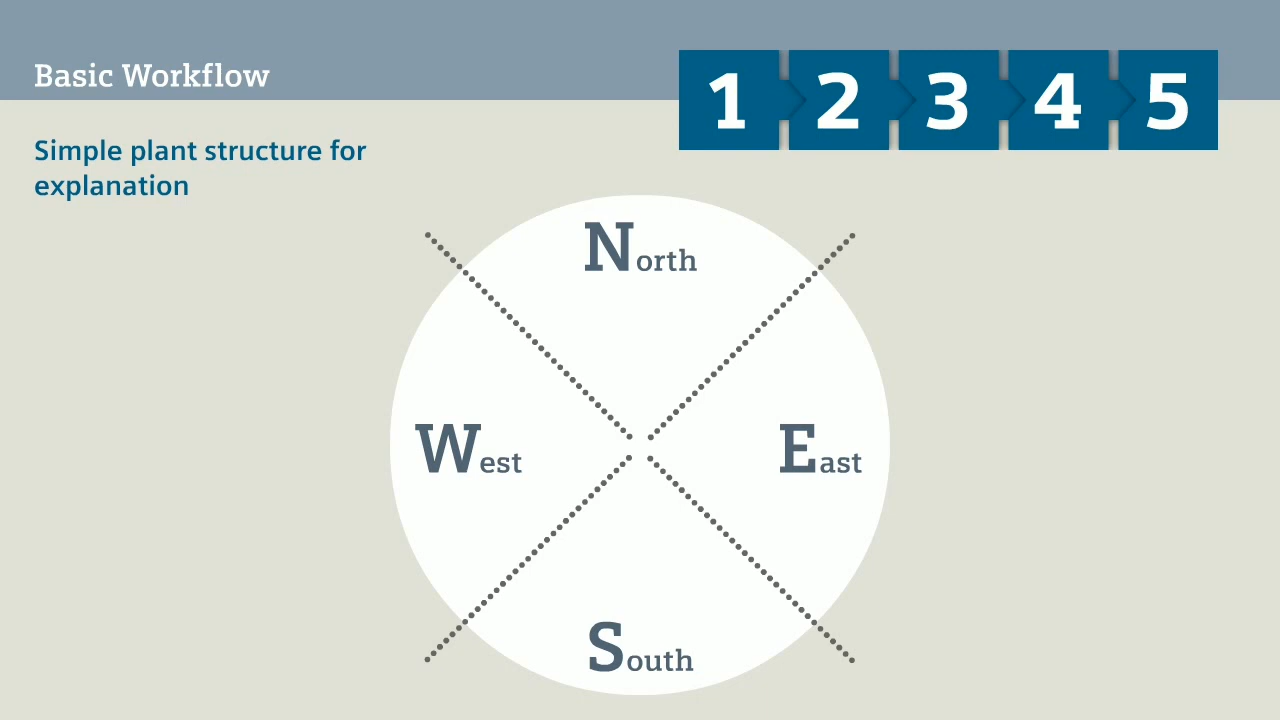 Basic Workflow
1 2 3 4 5
Simple plant structure for
explanation
North
West
East
South